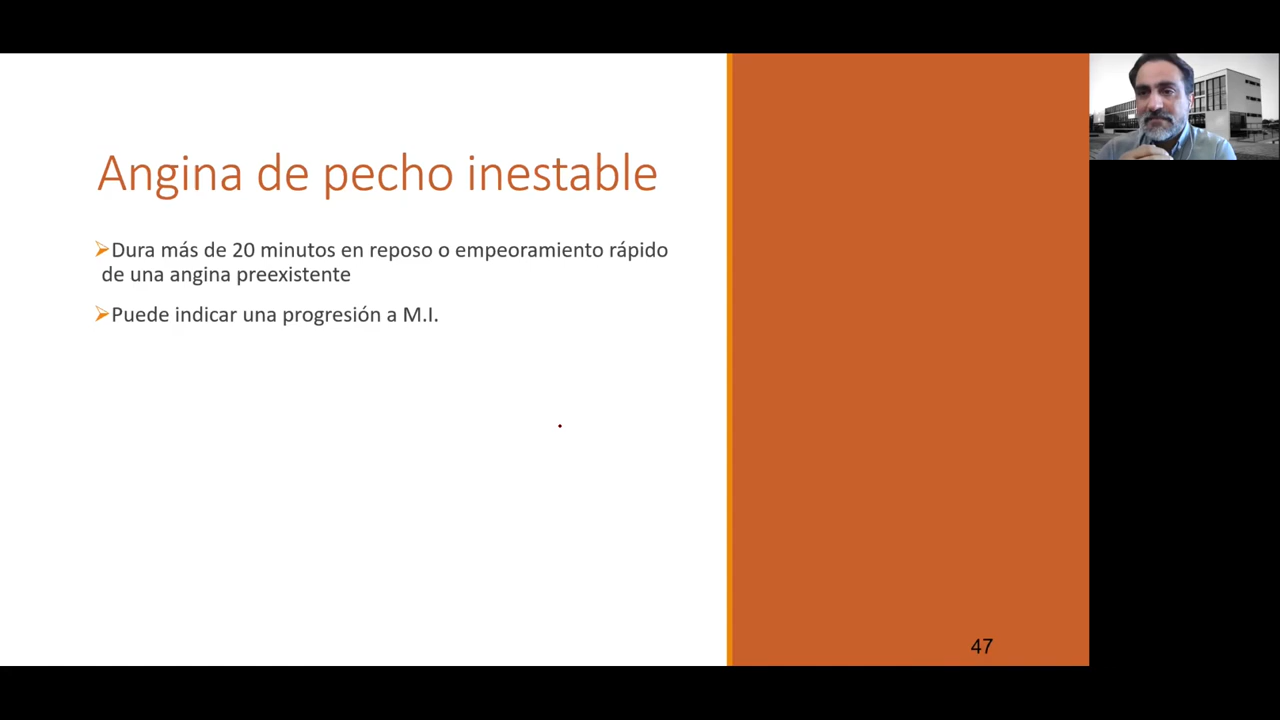 Angina de pecho inestable
Dura más de 20 minutos en reposo o empeoramiento rápido
de una angina preexistente
Puede indicar una progresión a M.I.
47